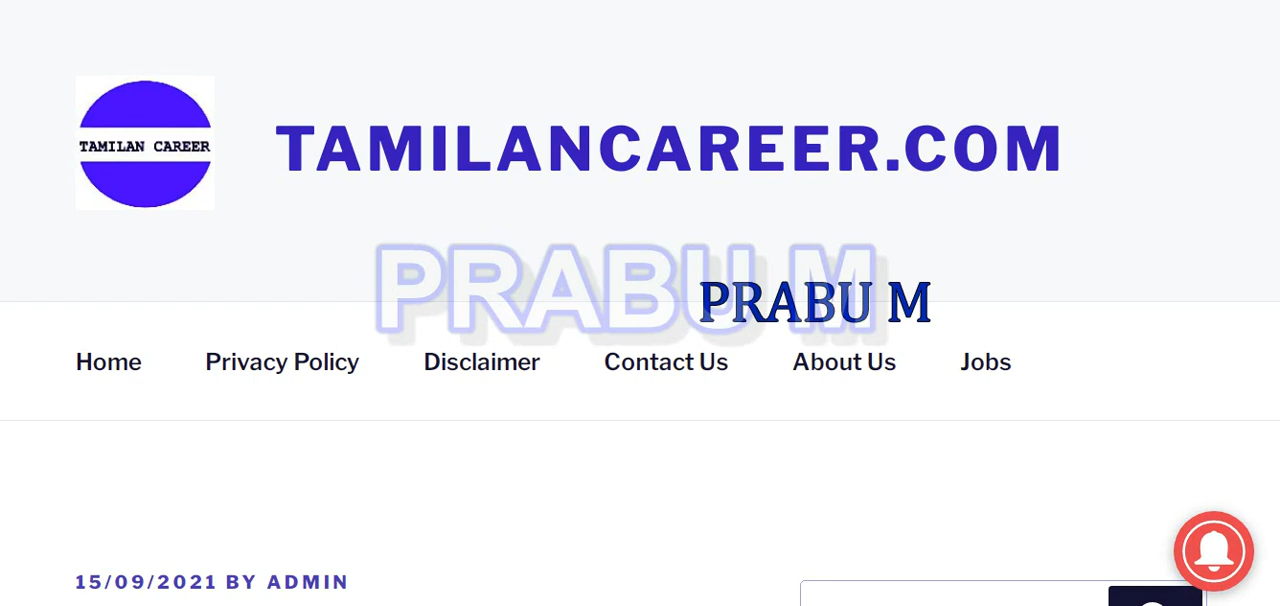 TAMILAN CAREER
TAMILANCAREER.COM
PRABU M
PRABU M
Home Privacy Policy Disclaimer Contact Us About Us Jobs
15/09/2021 BY ADMIN